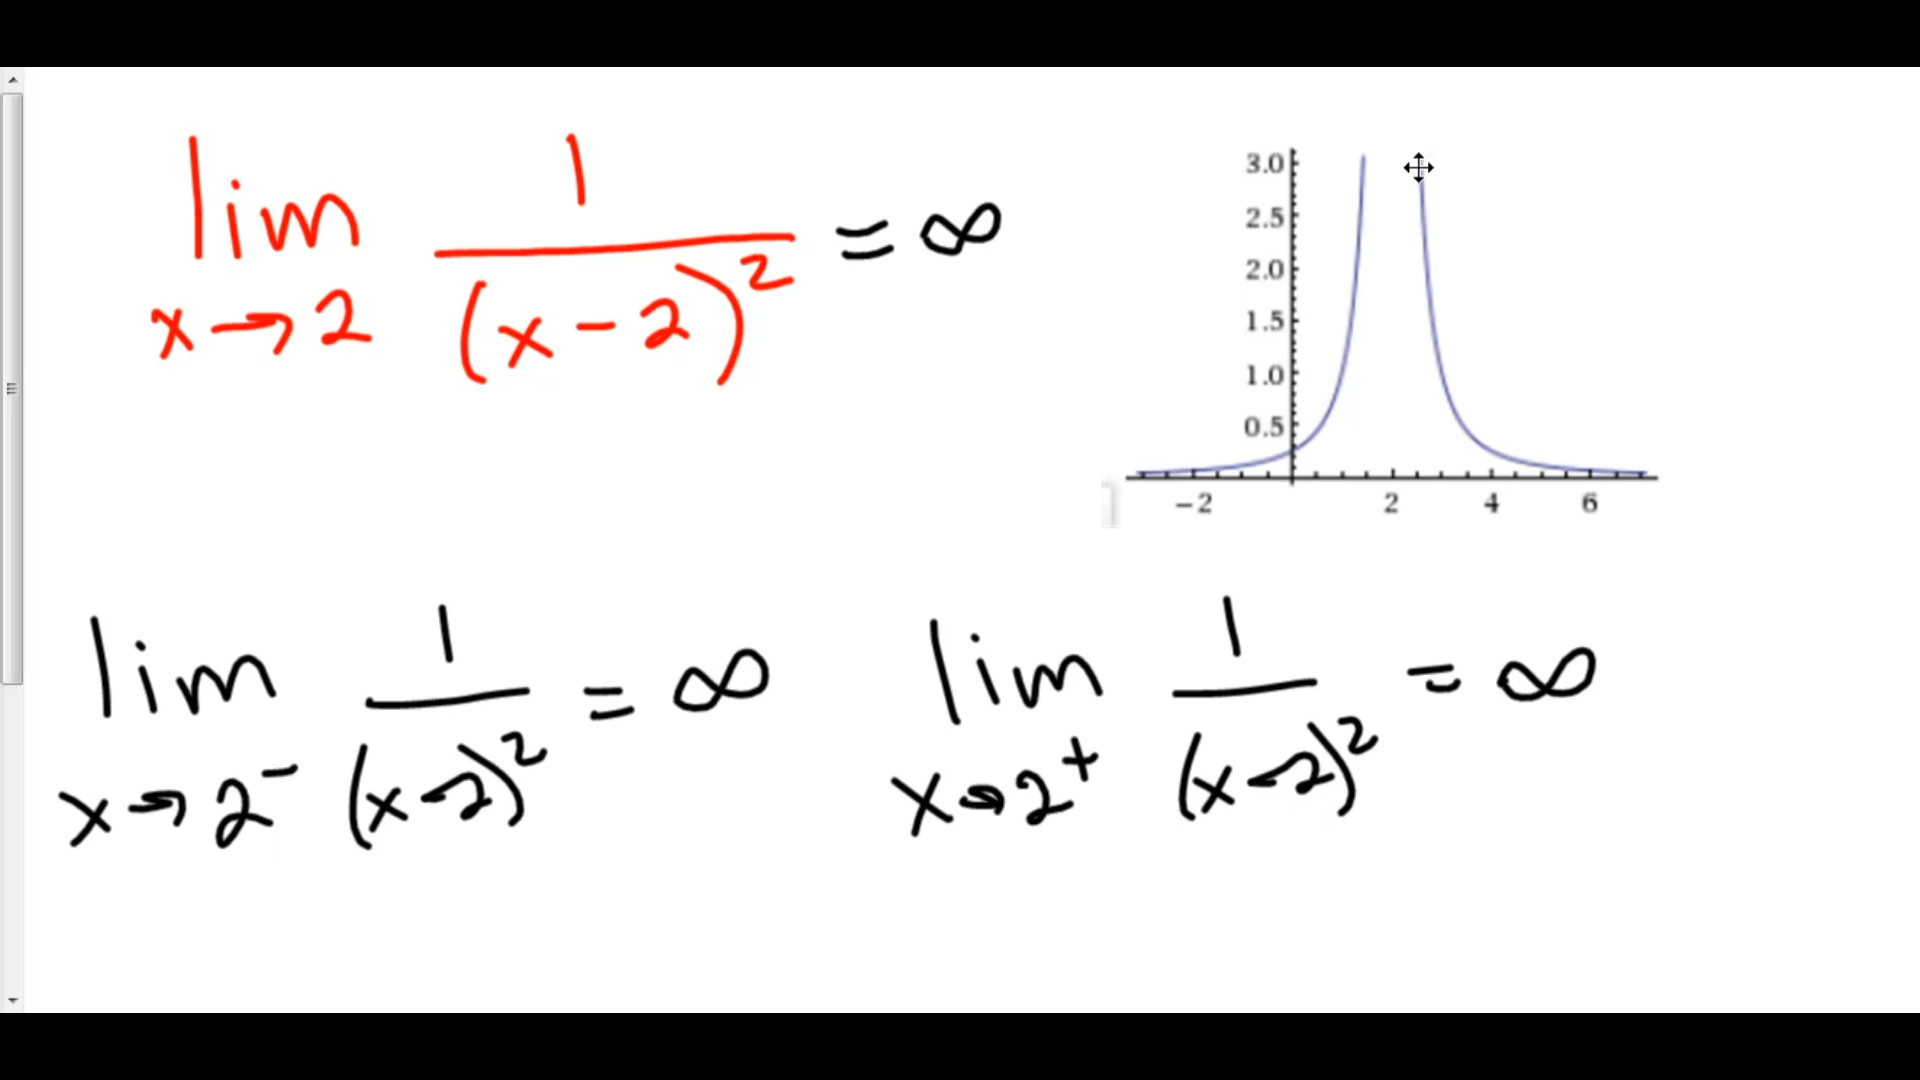 lim x→2 1/(x-2)² = ∞
3.0
2.5
2.0
1.5
1.0
0.5
-2 2 4 6
lim x→2⁻ 1/(x-2)² = ∞
lim x→2⁺ 1/(x-2)² = ∞